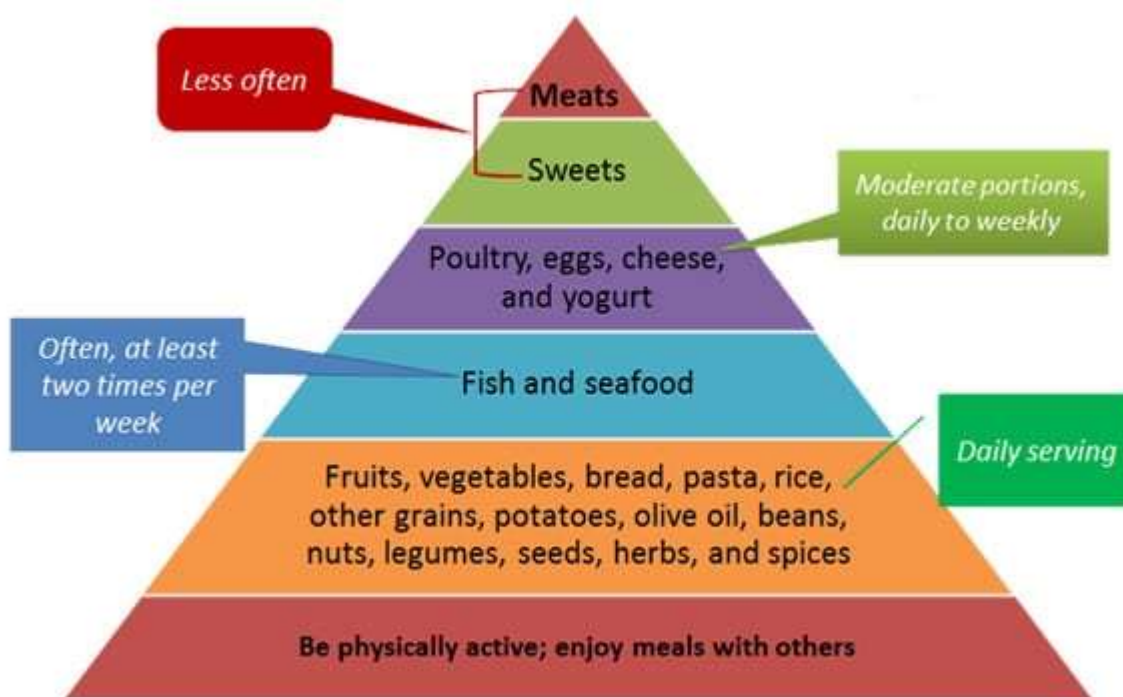 Less often
Meats
Sweets
Moderate portions,
daily to weekly
Poultry, eggs, cheese,
and yogurt
Often, at least
two times per
week
Fish and seafood
Daily serving
Fruits, vegetables, bread, pasta, rice,
other grains, potatoes, olive oil, beans,
nuts, legumes, seeds, herbs, and spices
Be physically active; enjoy meals with others